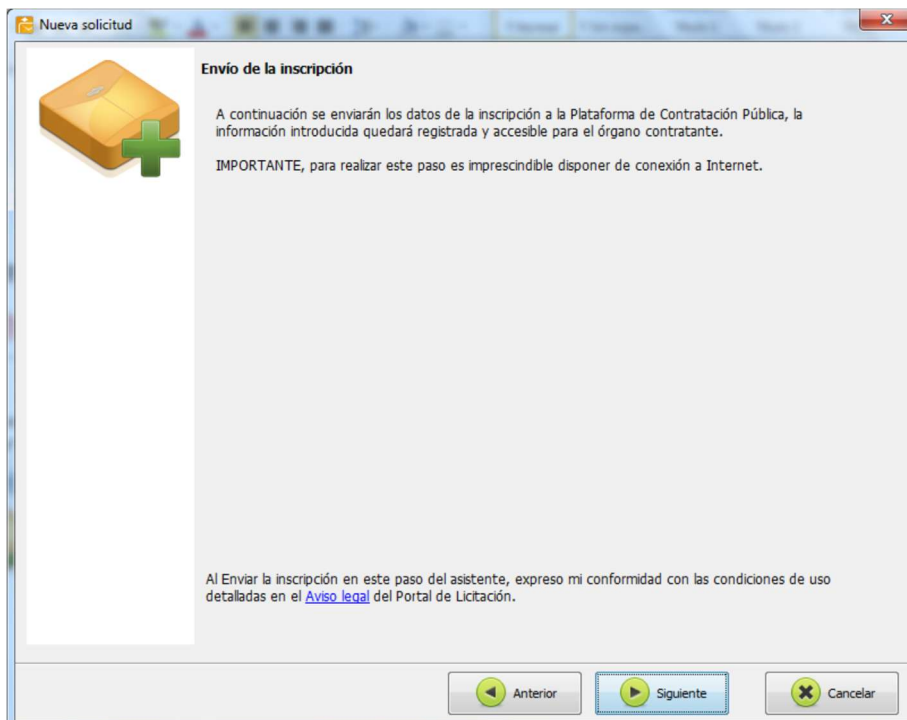 Nueva solicitud
Envío de la inscripción
A continuación se enviarán los datos de la inscripción a la Plataforma de Contratación Pública, la
información introducida quedará registrada y accesible para el órgano contratante.
IMPORTANTE, para realizar este paso es imprescindible disponer de conexión a Internet.
Al Enviar la inscripción en este paso del asistente, expreso mi conformidad con las condiciones de uso
detalladas en el Aviso legal del Portal de Licitación.
Anterior
Siguiente
Cancelar